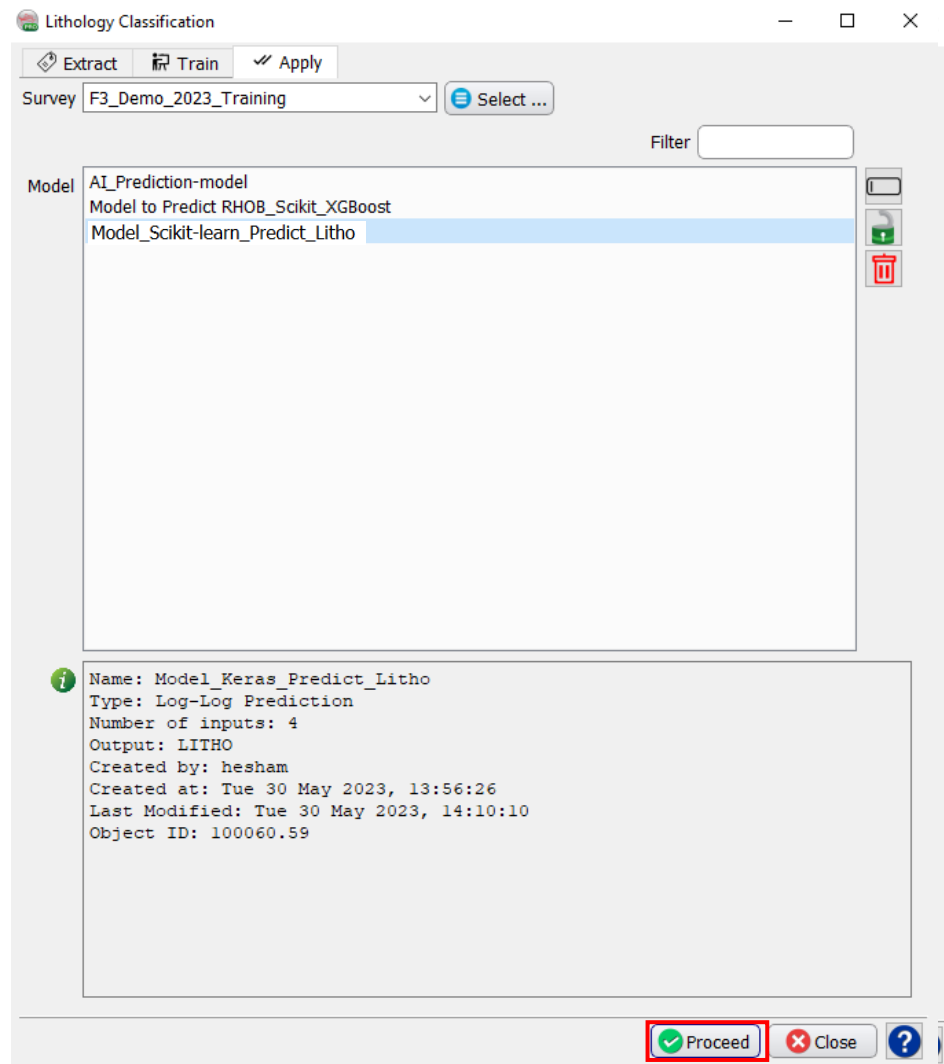 Lithology Classification
Extract Train Apply
Survey F3_Demo_2023_Training Select ...
Filter
Model AI_Prediction-model
Model to Predict RHOB_Scikit_XGBoost
Model_Scikit-learn_Predict_Litho
Name: Model_Keras_Predict_Litho
Type: Log-Log Prediction
Number of inputs: 4
Output: LITHO
Created by: hesham
Created at: Tue 30 May 2023, 13:56:26
Last Modified: Tue 30 May 2023, 14:10:10
Object ID: 100060.59
Proceed Close ?